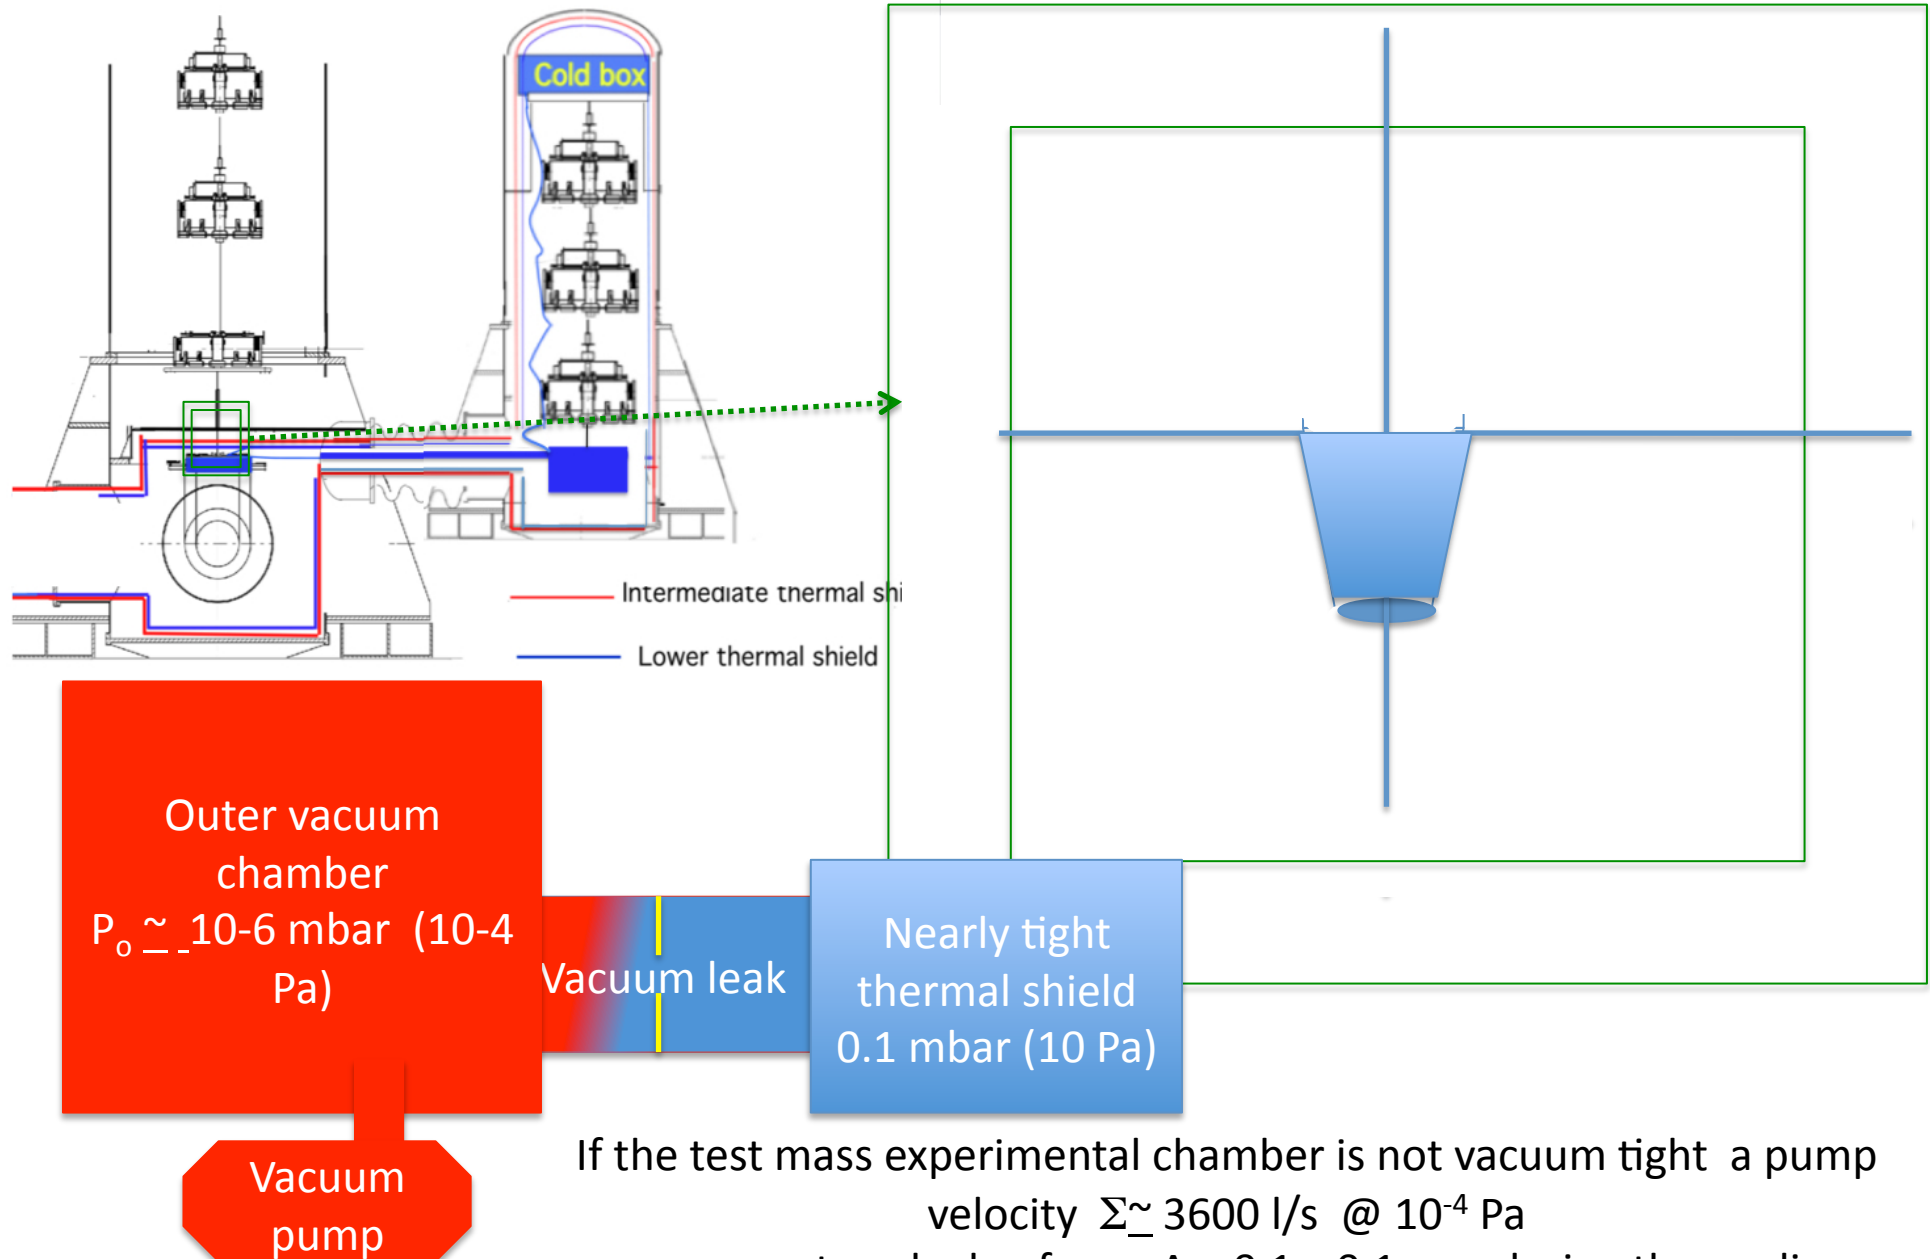 Cold box
Intermediate thermal shi
Lower thermal shield
Outer vacuum
chamber
Po ~ 10-6 mbar (10-4
Pa)
Vacuum leak
Nearly tight
thermal shield
0.1 mbar (10 Pa)
Vacuum
pump
If the test mass experimental chamber is not vacuum tight a pump
velocity Σ~ 3600 l/s @ 10-4 Pa